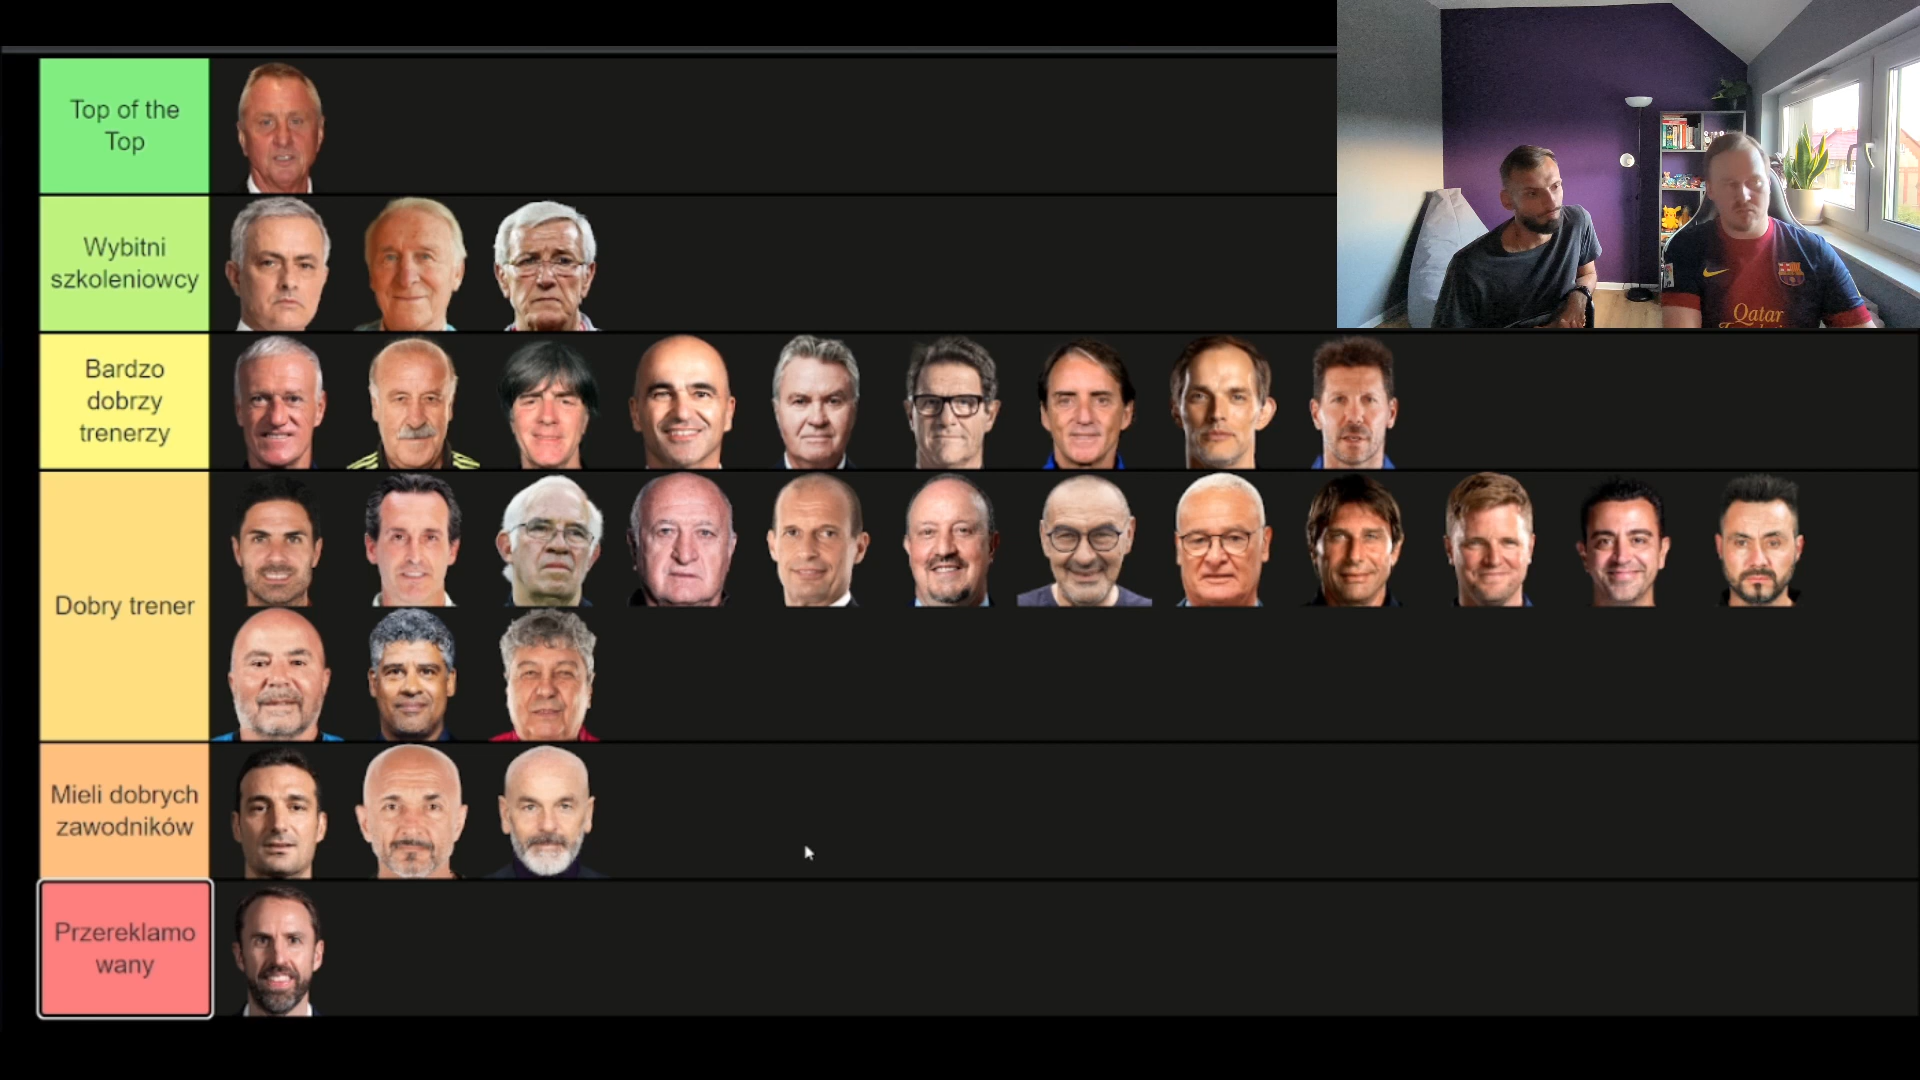 Top of the
Top
Wybitni
szkoleniowcy
Bardzo
dobrzy
trenerzy
Dobry trener
Mieli dobrych
zawodników
Przereklamo
wany
Qatar